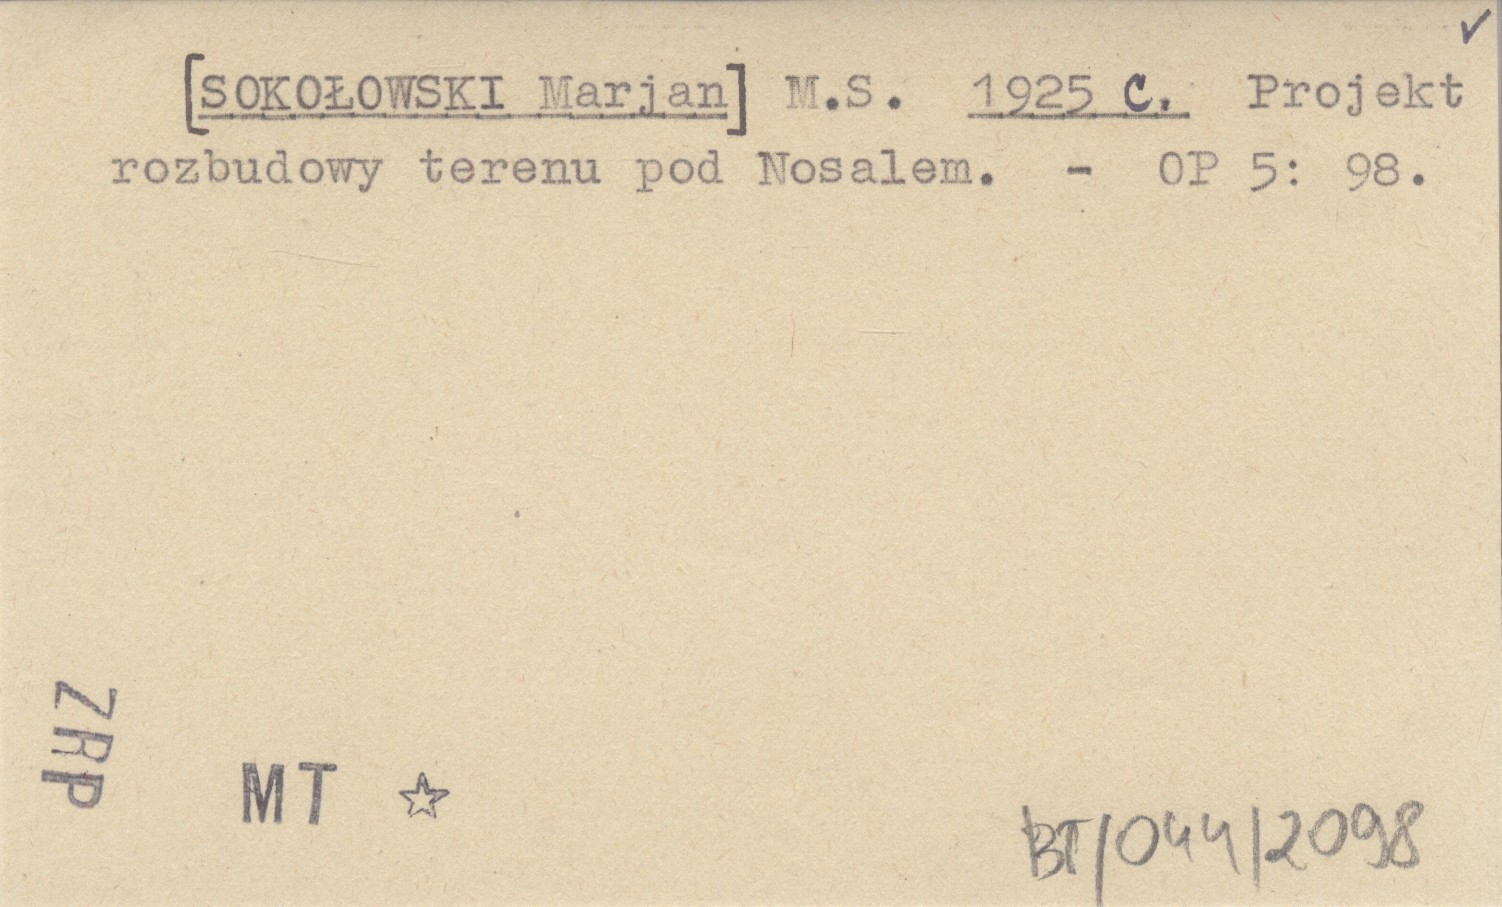 [SOKOŁOWSKI Marjan] M.S. 1925 c. Projekt
rozbudowy terenu pod Nosalem. - OP 5: 98.
ZRP
MT ☆
BT/044/2098